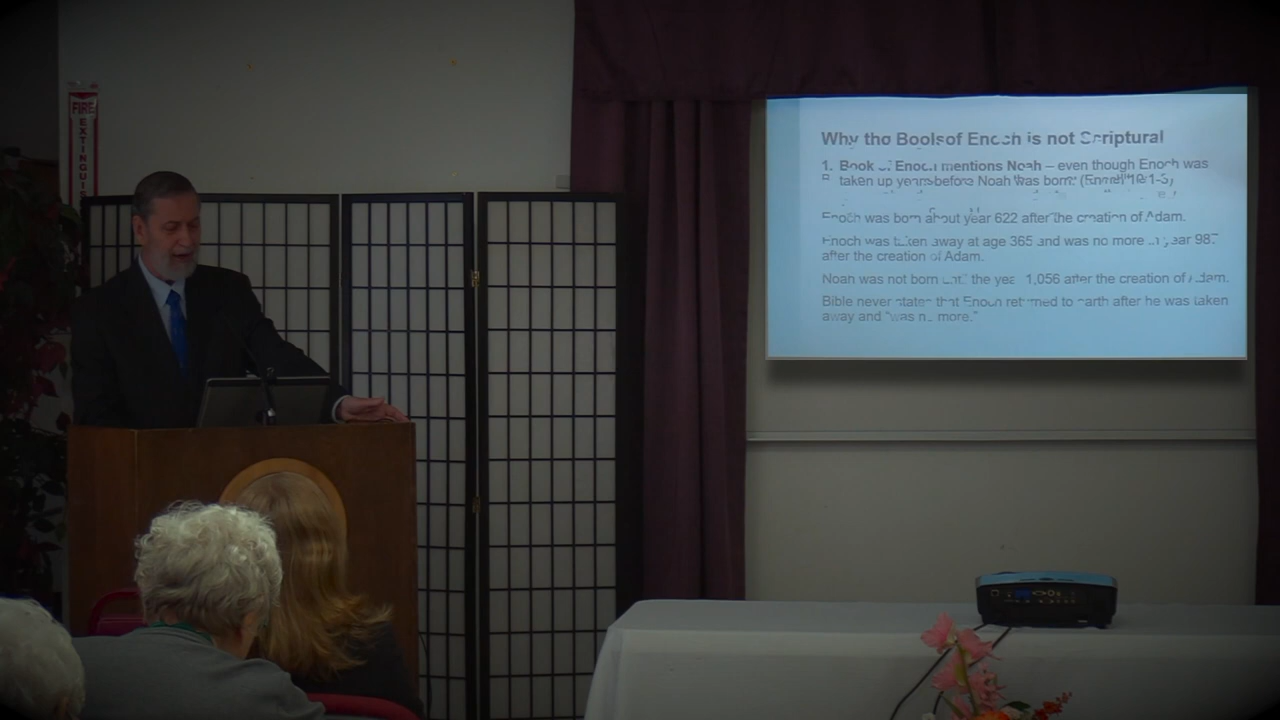 FIRE
EXTINGUIS
Why the Book of Enoch is not Scriptural
1. Book of Enoch mentions Noah – even though Enoch was
taken up years before Noah was born!
Enoch was born about year 622 after the creation of Adam.
Enoch was taken away at age 365 and was no more
after the creation of Adam.
Noah was not born until the year 1,056 after the creation of Adam.
Bible never states that Enoch returned to earth after he was taken
away and "was no more."